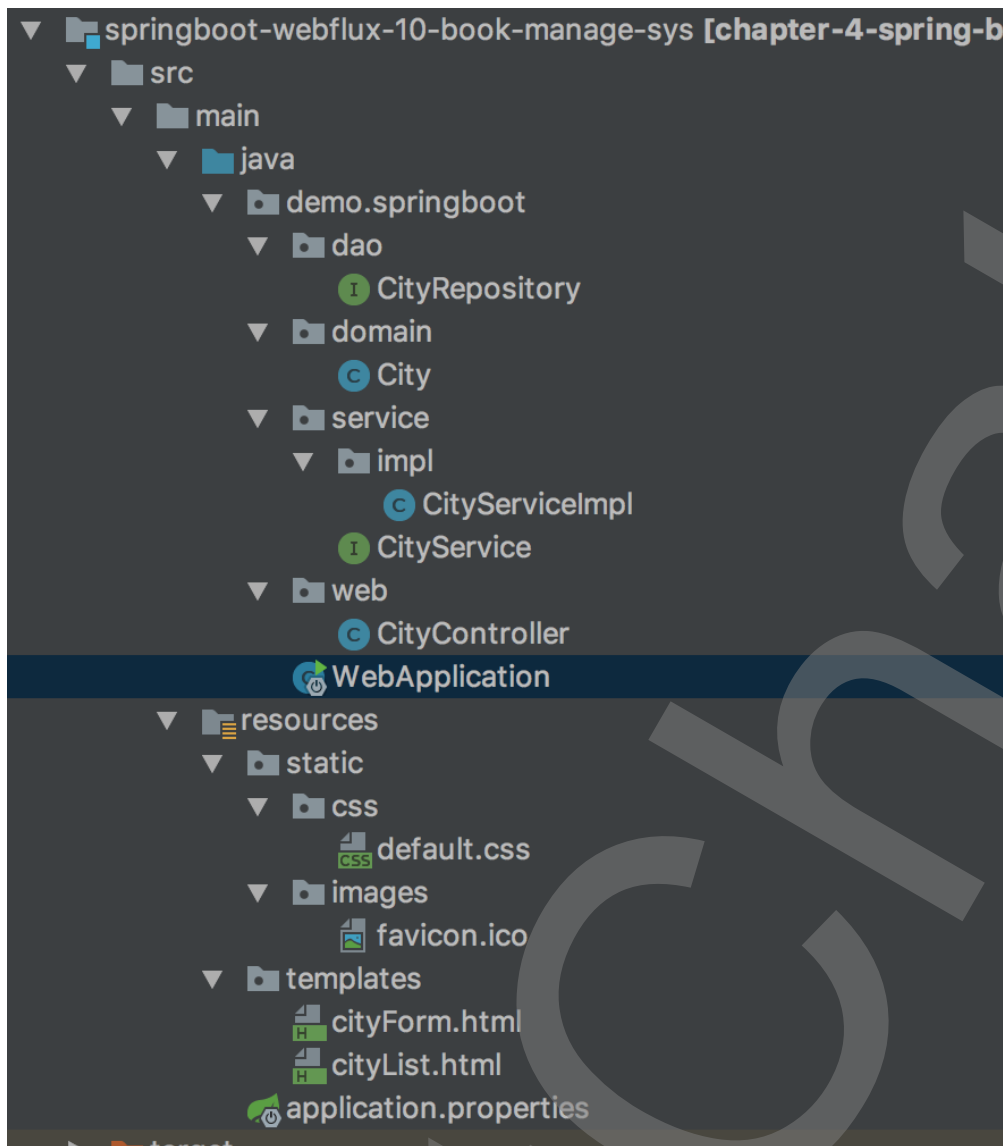 springboot-webflux-10-book-manage-sys [chapter-4-spring-b
src
main
java
demo.springboot
dao
I CityRepository
domain
C City
service
impl
C CityServiceImpl
I CityService
web
C CityController
WebApplication
resources
static
css
CSS default.css
images
favicon.ico
templates
H cityForm.html
H cityList.html
application.properties
target